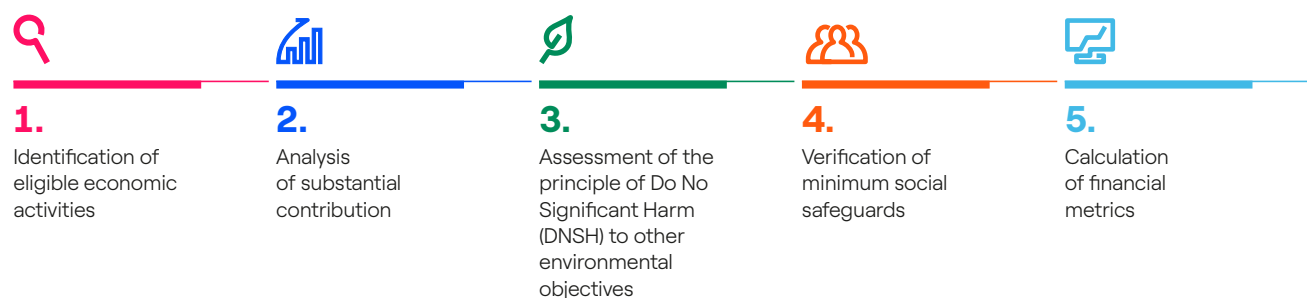 1.
Identification of
eligible economic
activities
2.
Analysis
of substantial
contribution
3.
Assessment of the
principle of Do No
Significant Harm
(DNSH) to other
environmental
objectives
4.
Verification of
minimum social
safeguards
5.
Calculation
of financial
metrics